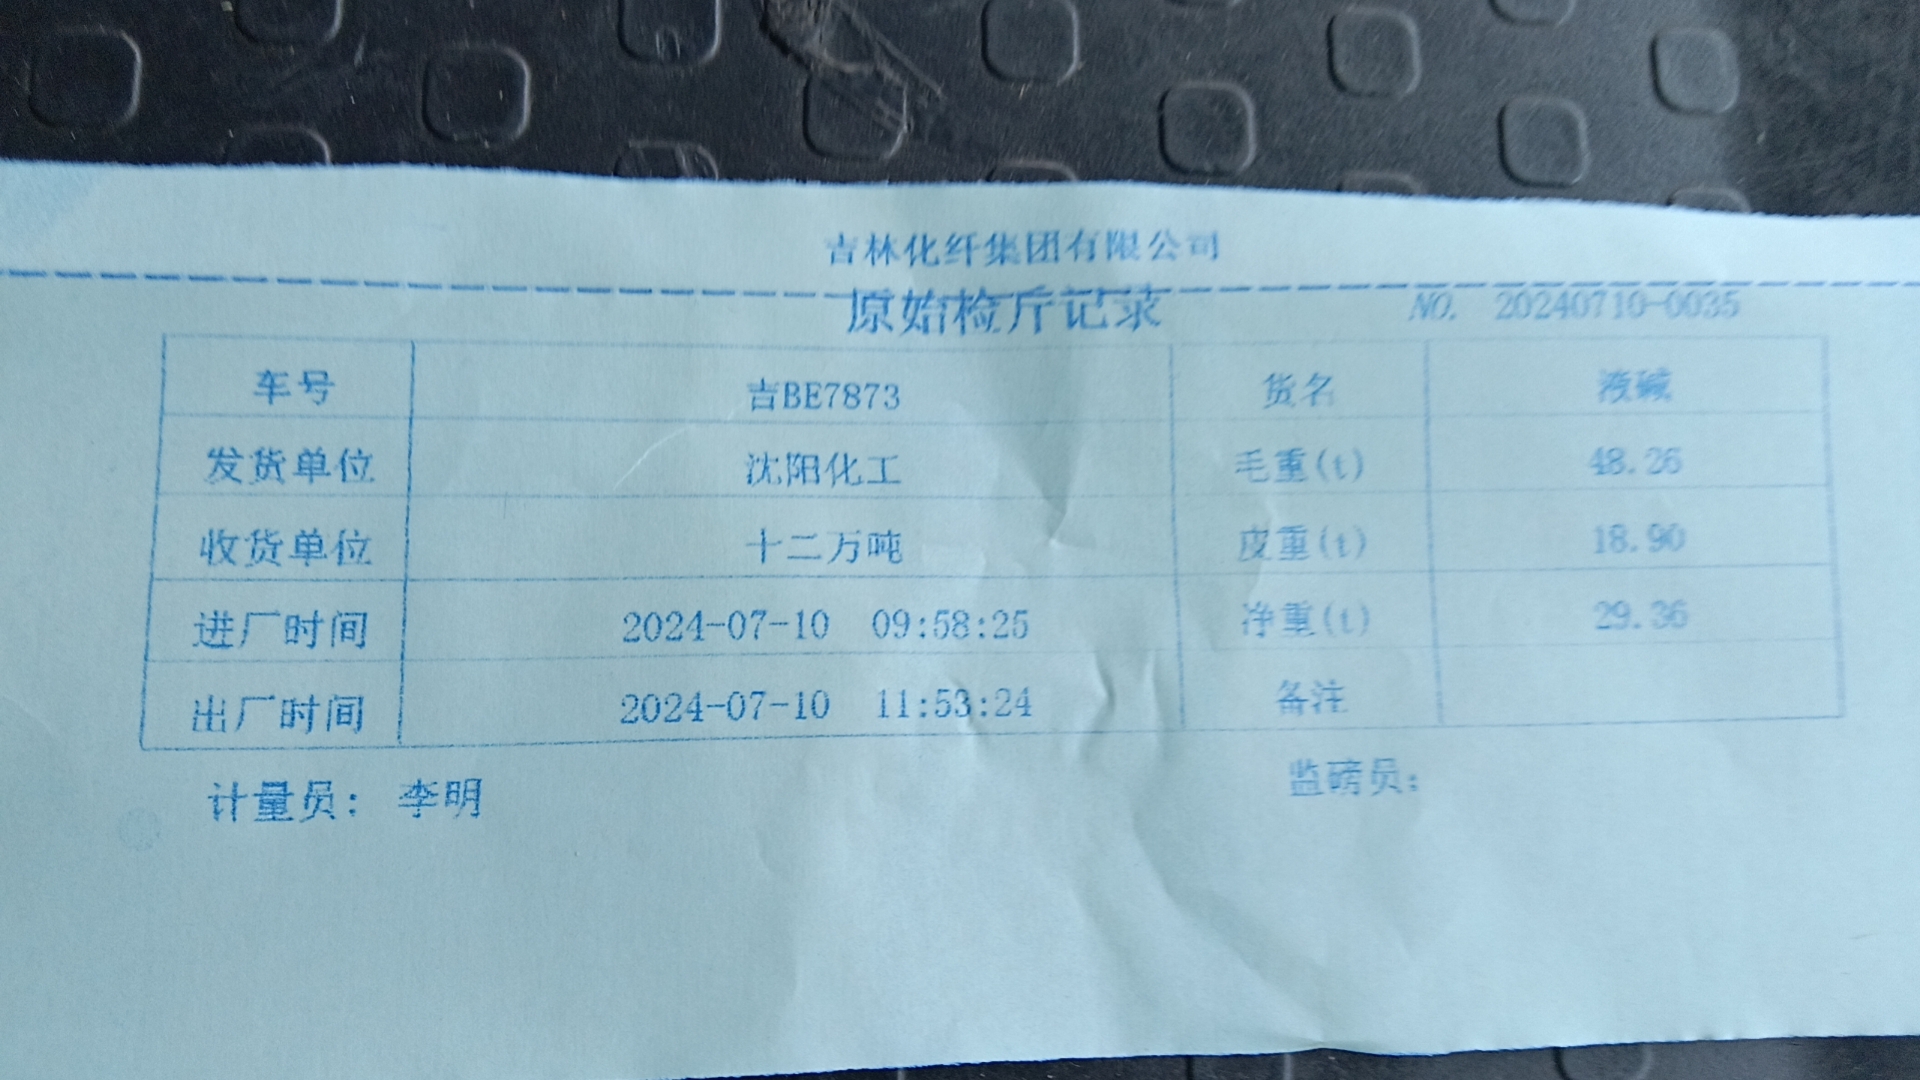 吉林化纤集团有限公司
原始检斤记录 NO. 20240710-0035
车号 吉BE7873 货名 液碱
发货单位 沈阳化工 毛重(t) 48.26
收货单位 十二万吨 皮重(t) 18.90
进厂时间 2024-07-10 09:58:25 净重(t) 29.36
出厂时间 2024-07-10 11:53:24 备注
计量员: 李明 监磅员: